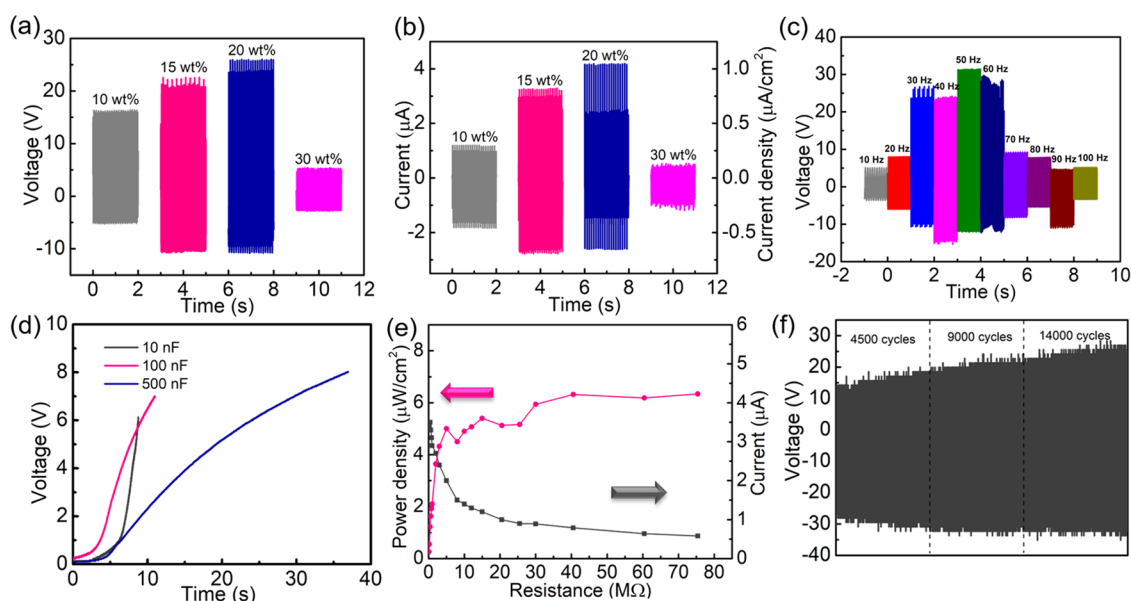 (a)
30
25
20
15
10
5
0
-5
-10
-15
Voltage (V)
10 wt%
15 wt%
20 wt%
30 wt%
0 2 4 6 8 10 12
Time (s)
(b)
6
4
2
0
-2
Current (μA)
10 wt%
15 wt%
20 wt%
30 wt%
1.0
0.5
0.0
-0.5
Current density (μA/cm²)
0 2 4 6 8 10 12
Time (s)
(c)
40
30
20
10
0
-10
-20
Voltage (V)
10 Hz
20 Hz
30 Hz
40 Hz
50 Hz
60 Hz
70 Hz
80 Hz
90 Hz
100 Hz
-2 0 2 4 6 8 10
Time (s)
(d)
10
8
6
4
2
0
Voltage (V)
10 nF
100 nF
500 nF
0 10 20 30 40
Time (s)
(e)
8
6
4
2
0
Power density (μW/cm²)
6
5
4
3
2
1
0
Current (μA)
0 10 20 30 40 50 60 70 80
Resistance (MΩ)
(f)
30
20
10
0
-10
-20
-30
-40
Voltage (V)
4500 cycles
9000 cycles
14000 cycles